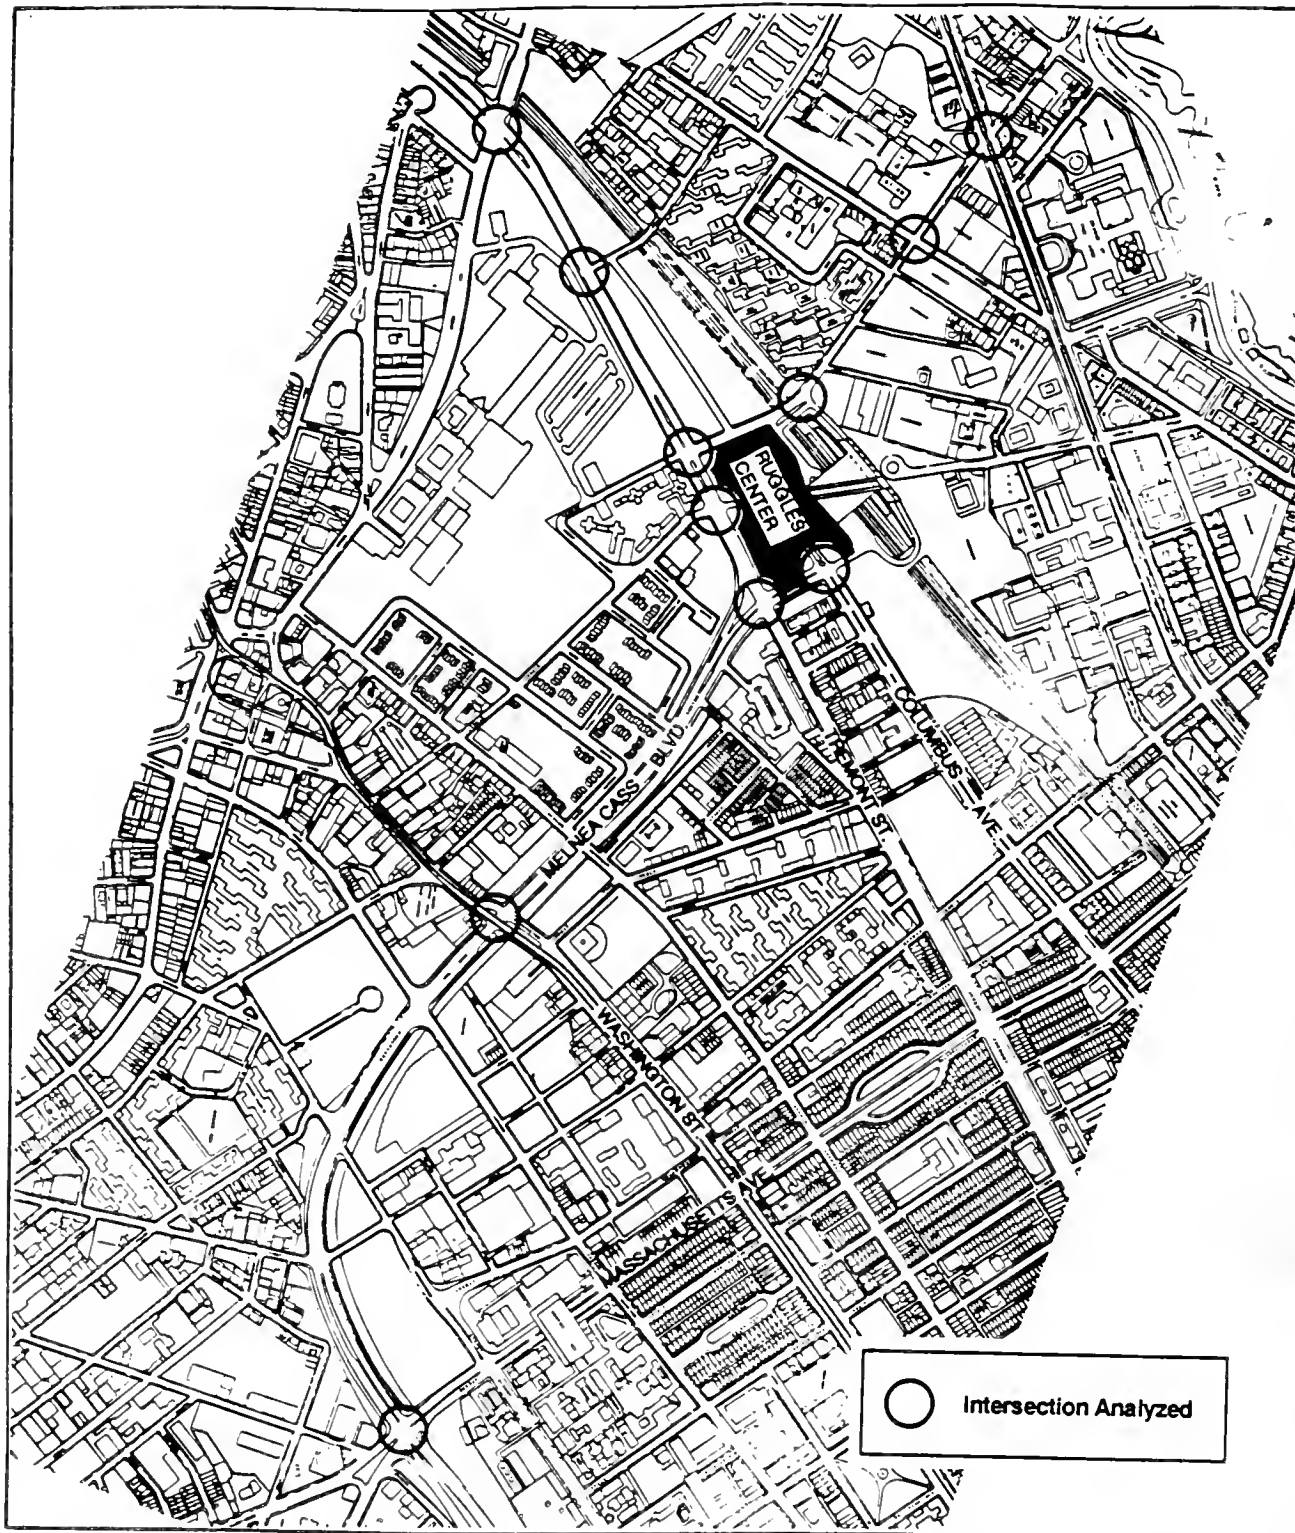 RUGGLES
CENTER
COLUMBUS AVE
TREMONT ST
MELNEA CASS BLVD
WASHINGTON ST
MASSACHUSETTS AVE
Intersection Analyzed